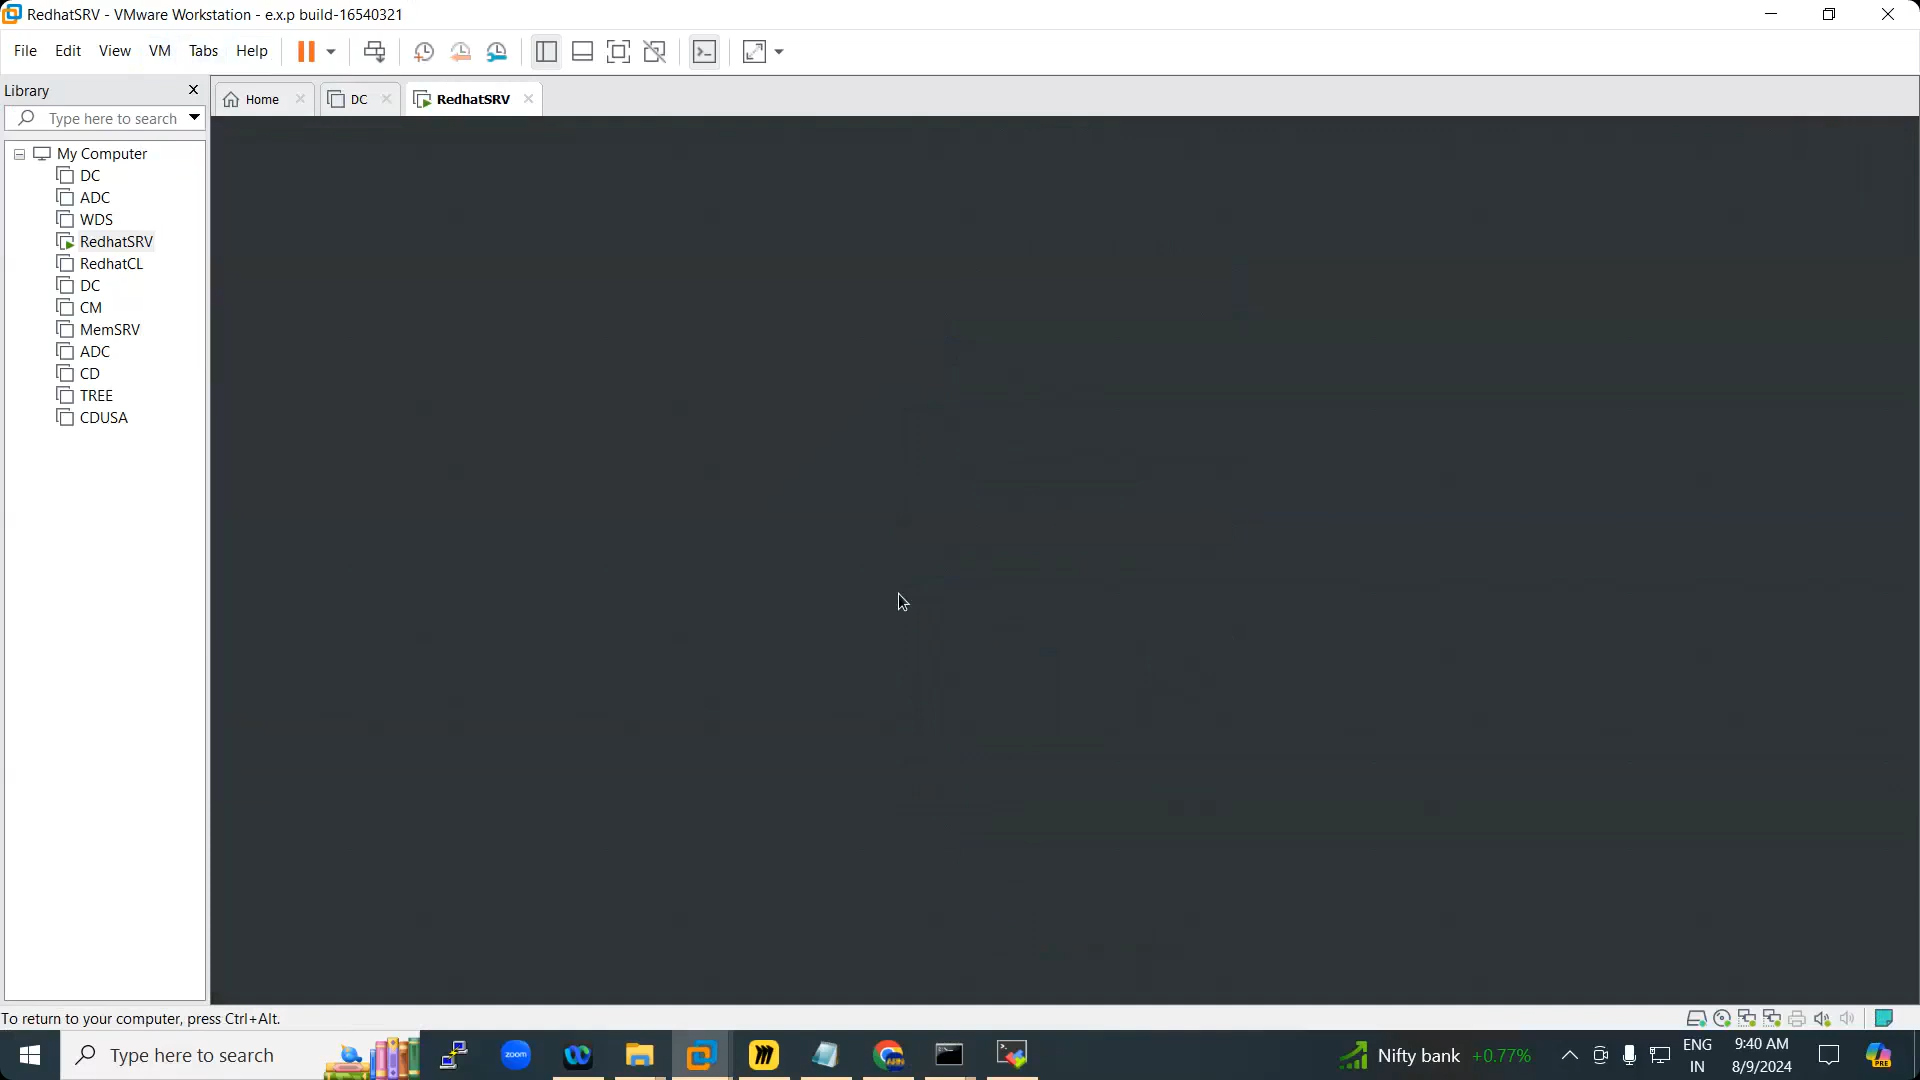 RedhatSRV - VMware Workstation - e.x.p build-16540321
File Edit View VM Tabs Help
Library
Type here to search
Home
DC
RedhatSRV
My Computer
DC
ADC
WDS
RedhatSRV
RedhatCL
DC
CM
MemSRV
ADC
CD
TREE
CDUSA
To return to your computer, press Ctrl+Alt.
Type here to search
zoom
Nifty bank +0.77%
ENG
IN
9:40 AM
8/9/2024
PRE